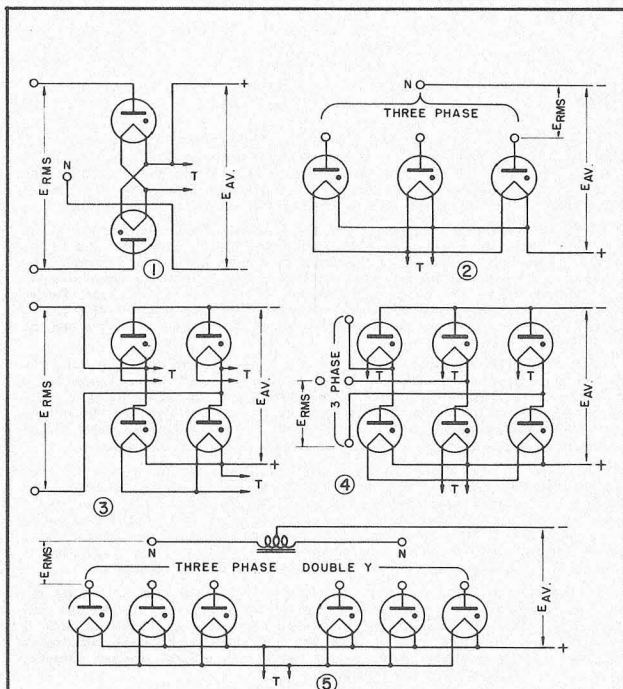 E RMS
N
T
E AV.
+
-
①
N
THREE PHASE
E RMS
E AV.
-
+
T
②
E RMS
T
T
T
E AV.
-
+
③
3 PHASE
E RMS
T
T
T
T
E AV.
-
+
④
E RMS
N
N
THREE PHASE DOUBLE Y
E AV.
-
+
T
⑤